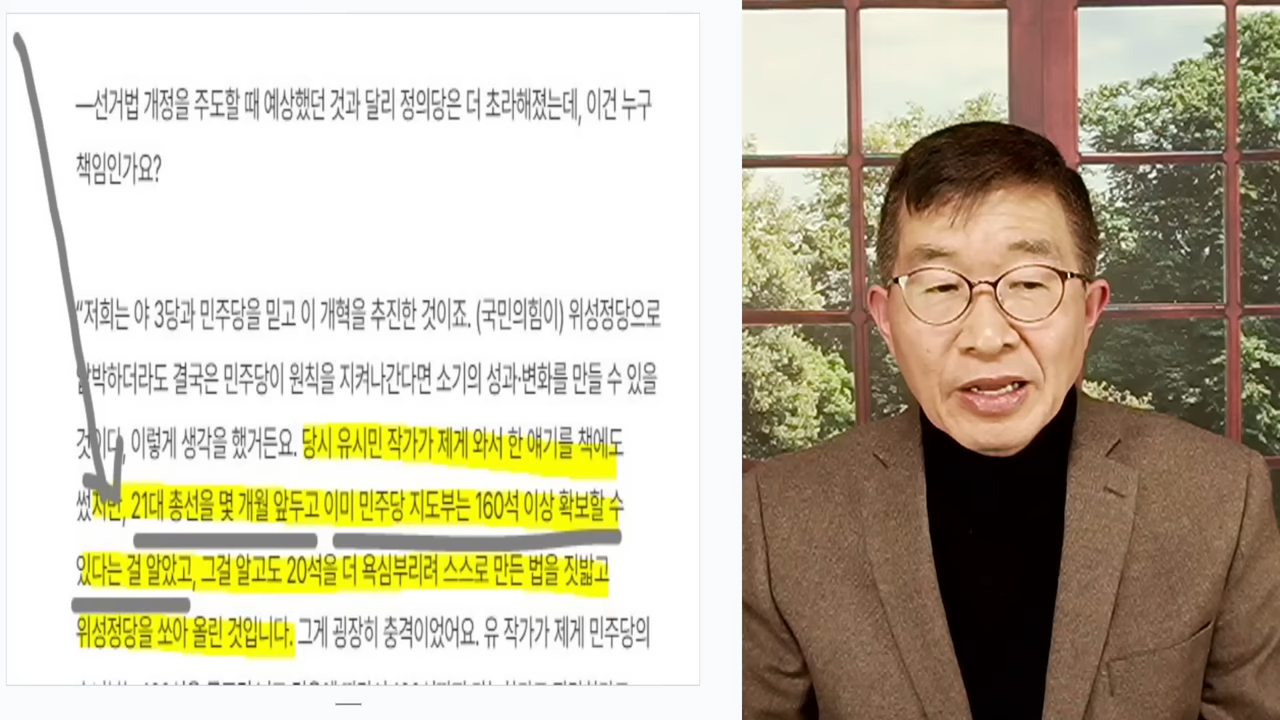 —선거법 개정을 주도할 때 예상했던 것과 달리 정의당은 더 초라해졌는데, 이건 누구
책임인가요?
“저희는 야 3당과 민주당을 믿고 이 개혁을 추진한 것이죠. (국민의힘이) 위성정당으로
압박하더라도 결국은 민주당이 원칙을 지켜나간다면 소기의 성과·변화를 만들 수 있을
것이다, 이렇게 생각을 했거든요. 당시 유시민 작가가 제게 와서 한 얘기를 책에도
썼지만, 21대 총선을 몇 개월 앞두고 이미 민주당 지도부는 160석 이상 확보할 수
있다는 걸 알았고, 그걸 알고도 20석을 더 욕심부리려 스스로 만든 법을 짓밟고
위성정당을 쏘아 올린 것입니다. 그게 굉장히 충격이었어요. 유 작가가 제게 민주당의